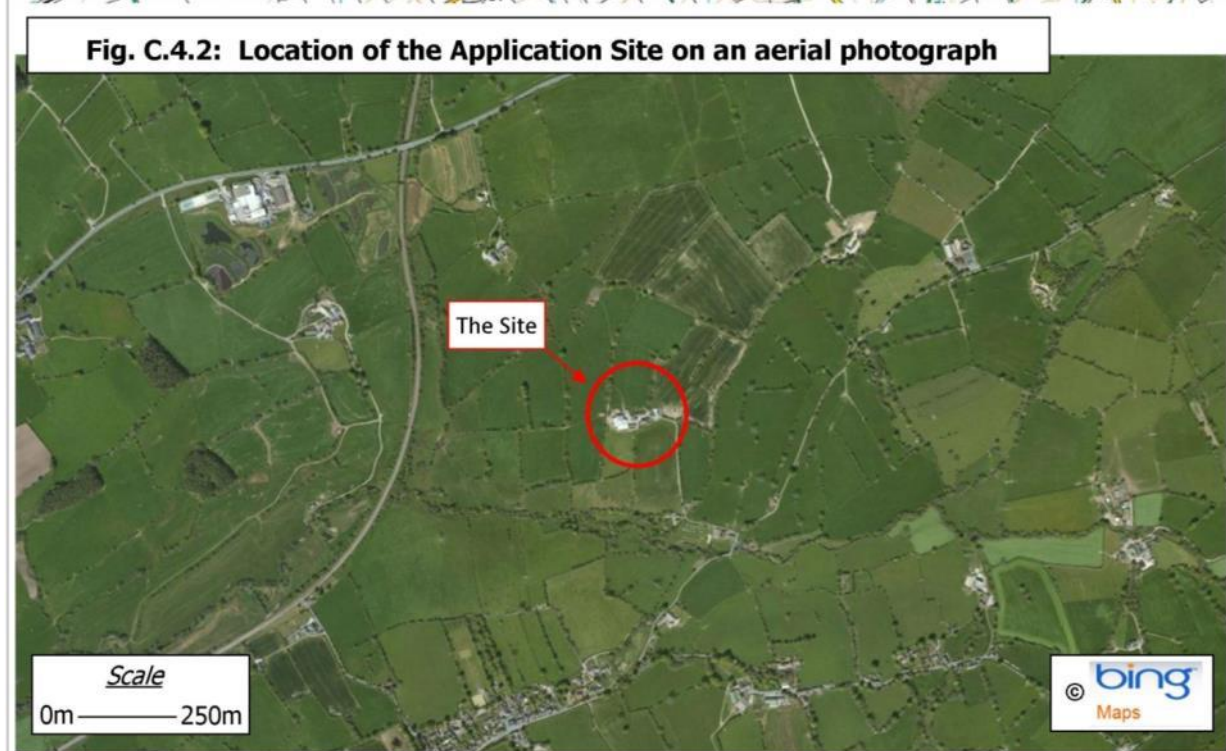 Fig. C.4.2: Location of the Application Site on an aerial photograph
The Site
Scale
0m 250m
© bing
Maps